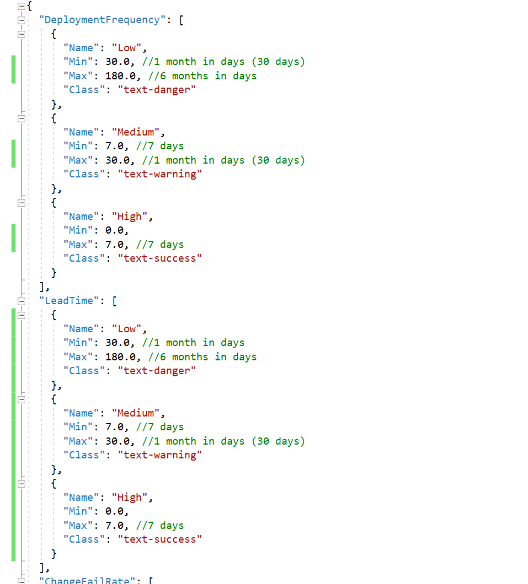 {
"DeploymentFrequency": [
{
"Name": "Low",
"Min": 30.0, //1 month in days (30 days)
"Max": 180.0, //6 months in days
"Class": "text-danger"
},
{
"Name": "Medium",
"Min": 7.0, //7 days
"Max": 30.0, //1 month in days (30 days)
"Class": "text-warning"
},
{
"Name": "High",
"Min": 0.0,
"Max": 7.0, //7 days
"Class": "text-success"
}
],
"LeadTime": [
{
"Name": "Low",
"Min": 30.0, //1 month in days
"Max": 180.0, //6 months in days
"Class": "text-danger"
},
{
"Name": "Medium",
"Min": 7.0, //7 days
"Max": 30.0, //1 month in days (30 days)
"Class": "text-warning"
},
{
"Name": "High",
"Min": 0.0,
"Max": 7.0, //7 days
"Class": "text-success"
}
],
"ChangeFailRate": [